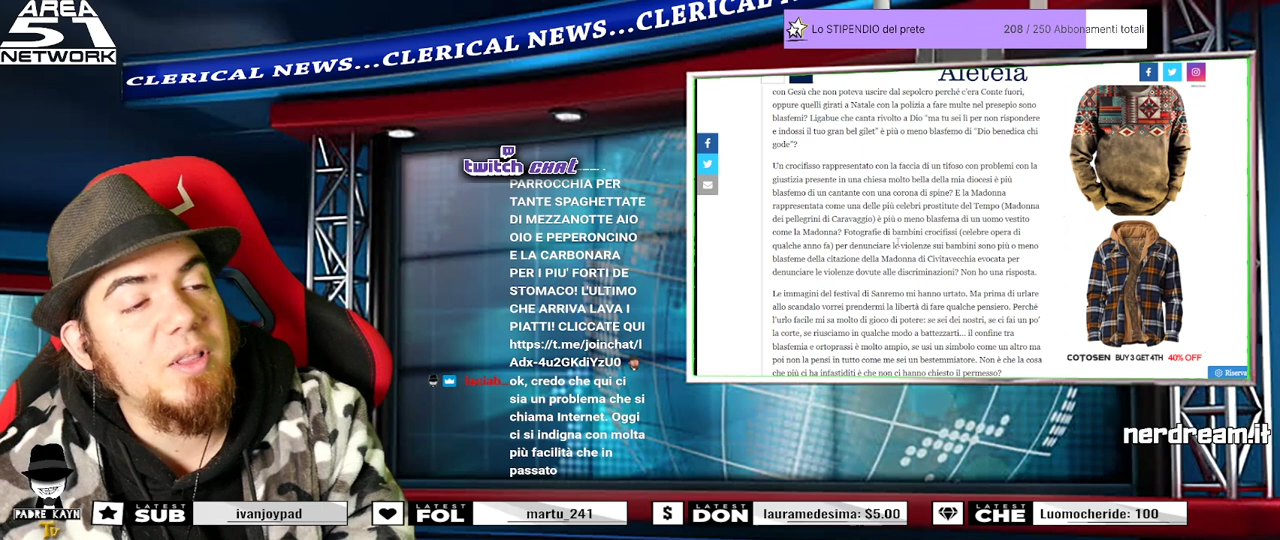 AREA
51
NETWORK
CLERICAL NEWS...CLERICAL NEWS...CLERICAL NEWS...CLERICAL
Lo STIPENDIO del prete
208 / 250 Abbonamenti totali
twitch CHAT
PARROCCHIA PER
TANTE SPAGHETTATE
DI MEZZANOTTE AIO
OIO E PEPERONCINO
E LA CARBONARA
PER I PIU' FORTI DE
STOMACO! L'ULTIMO
CHE ARRIVA LAVA I
PIATTI! CLICCATE QUI
https://t.me/joinchat/l
Adx-4u2GKdiYzU0
ok, credo che qui ci
sia un problema che si
chiama Internet. Oggi
ci si indigna con molta
più facilità che in
passato
Aleteia
con Gesù che non poteva uscire dal sepolcro perché c'era Conte fuori,
oppure quelli girati a Natale con la polizia a fare multe nel presepio sono
blasfemi? Ligabue che canta rivolto a Dio "ma tu sei lì per non rispondere
e indossi il tuo gran bel gilet" è più o meno blasfemo di "Dio benedica chi
gode"?
Un crocifisso rappresentato con la faccia di un tifoso con problemi con la
giustizia presente in una chiesa molto bella della mia diocesi è più
blasfemo di un cantante con una corona di spine? E la Madonna
rappresentata come una delle più celebri prostitute del Tempo (Madonna
dei pellegrini di Caravaggio) è più o meno blasfema di un uomo vestito
come la Madonna? Fotografie di bambini crocifissi (celebre opera di
qualche anno fa) per denunciare le violenze sui bambini sono più o meno
blasfeme della citazione della Madonna di Civitavecchia evocata per
denunciare le violenze dovute alle discriminazioni? Non ho una risposta.
Le immagini del festival di Sanremo mi hanno urtato. Ma prima di urlare
allo scandalo vorrei prendermi la libertà di fare qualche pensiero. Perché
l'urlo facile mi sa molto di gioco di potere: se sei dei nostri, se ci fai un po'
la corte, se riusciamo in qualche modo a battezzarti... il confine tra
blasfemia e ortoprassi è molto ampio, se usi un simbolo come un altro ma
poi non la pensi in tutto come me sei un bestemmiatore. Non è che la cosa
che più ci ha infastiditi è che non ci hanno chiesto il permesso?
COTOSEN BUY 3 GET 4TH 40% OFF
Riserva
nerdream.it
PADRE KAYN
TV
LATEST
SUB
ivanjoypad
LATEST
FOL
martu_241
LATEST
DON
lauramedesima: $5.00
LATEST
CHE
Luomocheride: 100